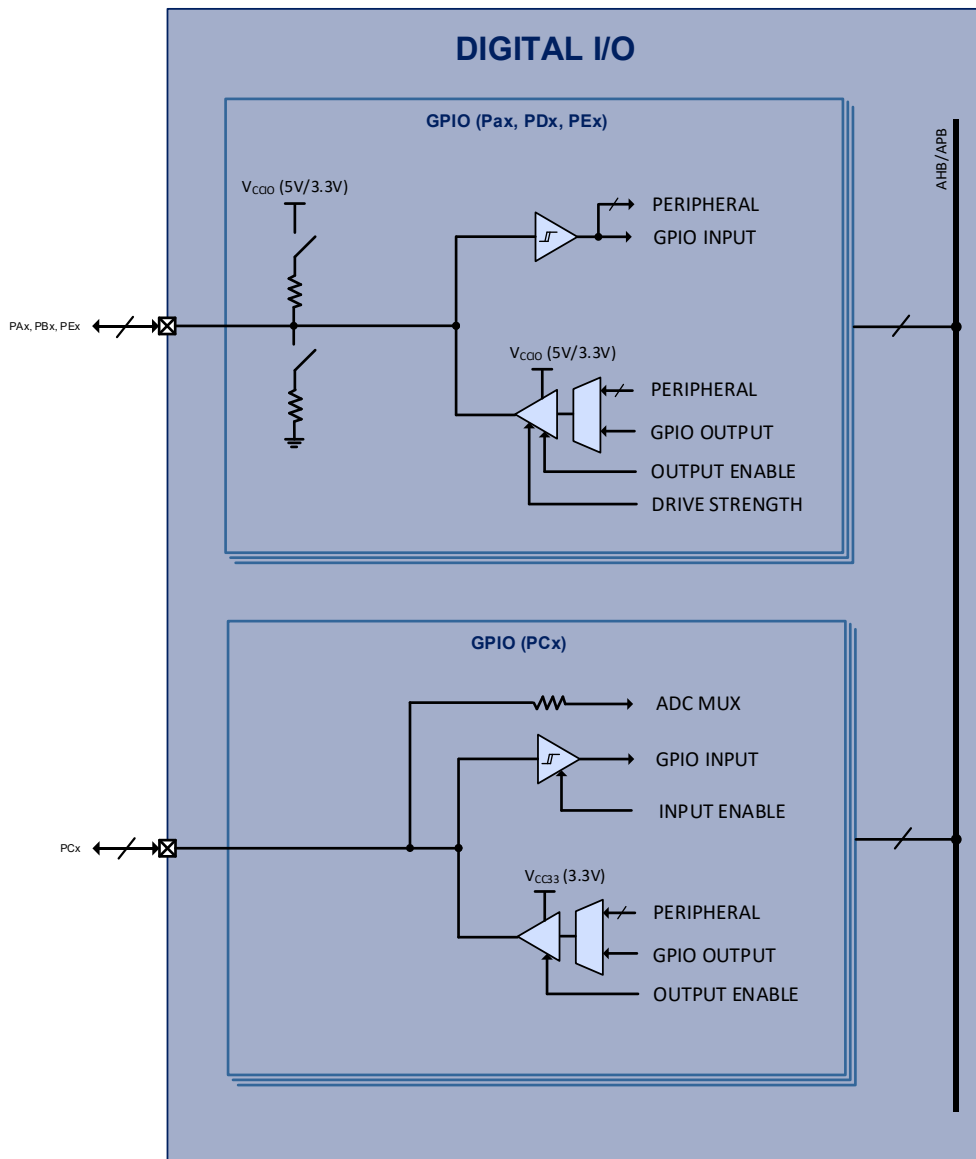 DIGITAL I/O
GPIO (Pax, PDx, PEx)
AHB/APB
VCCIO (5V/3.3V)
PERIPHERAL
GPIO INPUT
PAx, PBx, PEx
VCCIO (5V/3.3V)
PERIPHERAL
GPIO OUTPUT
OUTPUT ENABLE
DRIVE STRENGTH
GPIO (PCx)
ADC MUX
GPIO INPUT
INPUT ENABLE
PCx
VCC33 (3.3V)
PERIPHERAL
GPIO OUTPUT
OUTPUT ENABLE